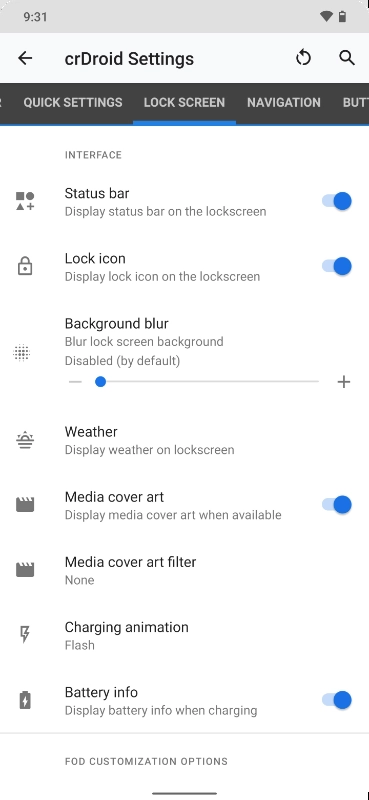 9:31
crDroid Settings
QUICK SETTINGS LOCK SCREEN NAVIGATION BUTT
INTERFACE
Status bar
Display status bar on the lockscreen
Lock icon
Display lock icon on the lockscreen
Background blur
Blur lock screen background
Disabled (by default)
Weather
Display weather on lockscreen
Media cover art
Display media cover art when available
Media cover art filter
None
Charging animation
Flash
Battery info
Display battery info when charging
FOD CUSTOMIZATION OPTIONS